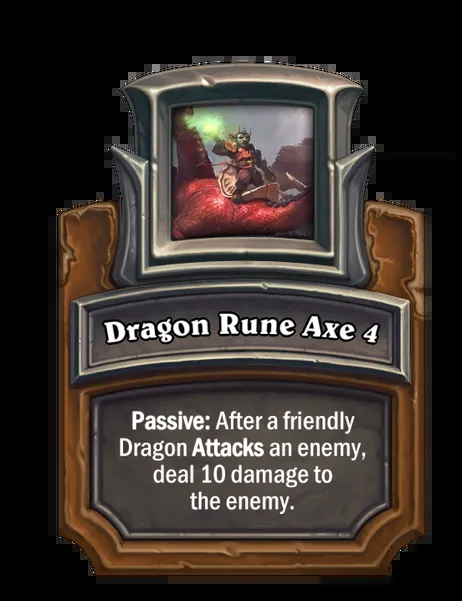 Dragon Rune Axe 4
Passive: After a friendly
Dragon Attacks an enemy,
deal 10 damage to
the enemy.